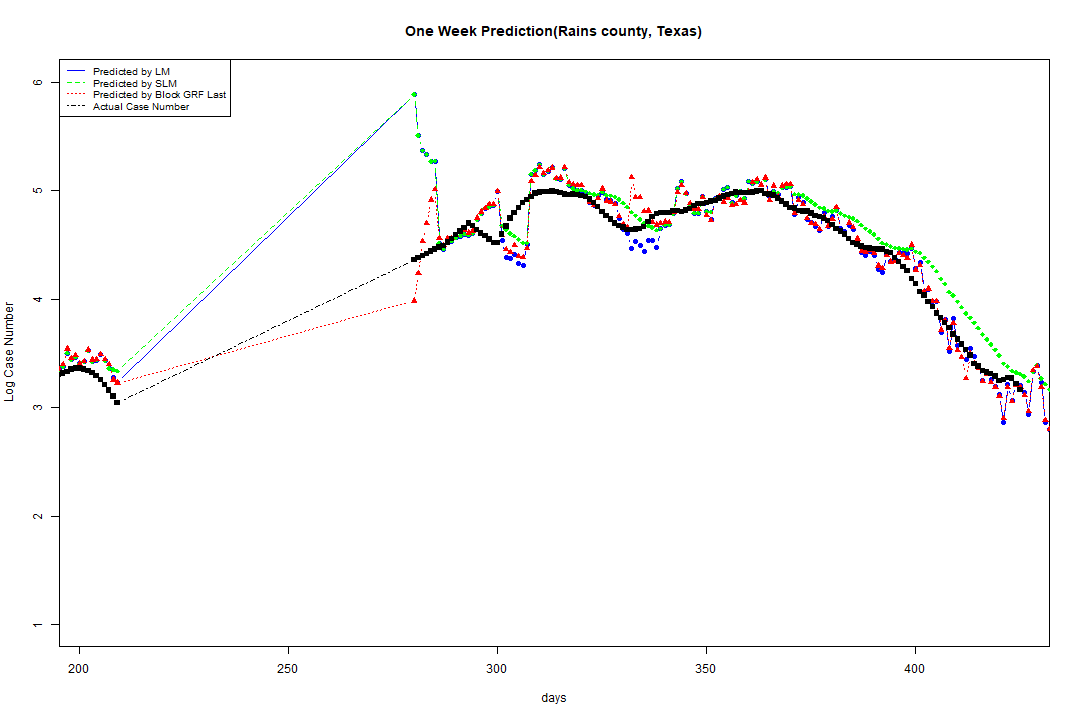 One Week Prediction(Rains county, Texas)
Predicted by LM
Predicted by SLM
Predicted by Block GRF Last
Actual Case Number
6
5
4
3
2
1
Log Case Number
200 250 300 350 400
days